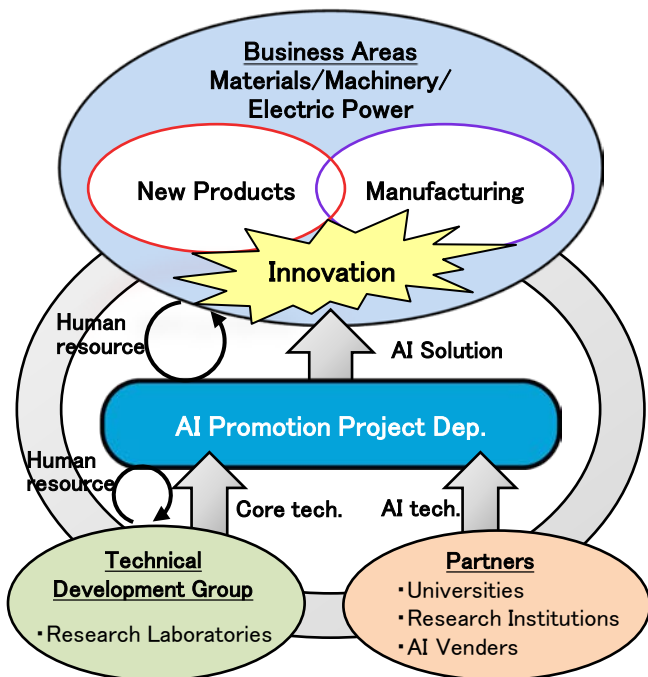 Business Areas
Materials/Machinery/
Electric Power
New Products
Manufacturing
Innovation
Human
resource
AI Solution
AI Promotion Project Dep.
Human
resource
Core tech.
AI tech.
Technical
Development Group
・Research Laboratories
Partners
・Universities
・Research Institutions
・AI Venders